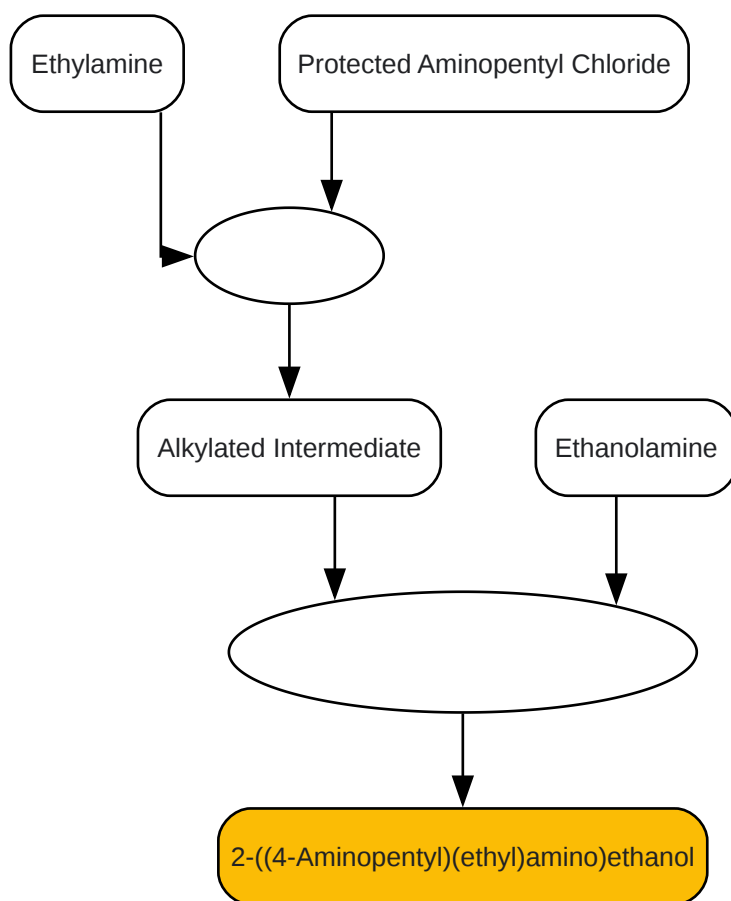 Ethylamine
Protected Aminopentyl Chloride
Alkylated Intermediate
Ethanolamine
2-((4-Aminopentyl)(ethyl)amino)ethanol